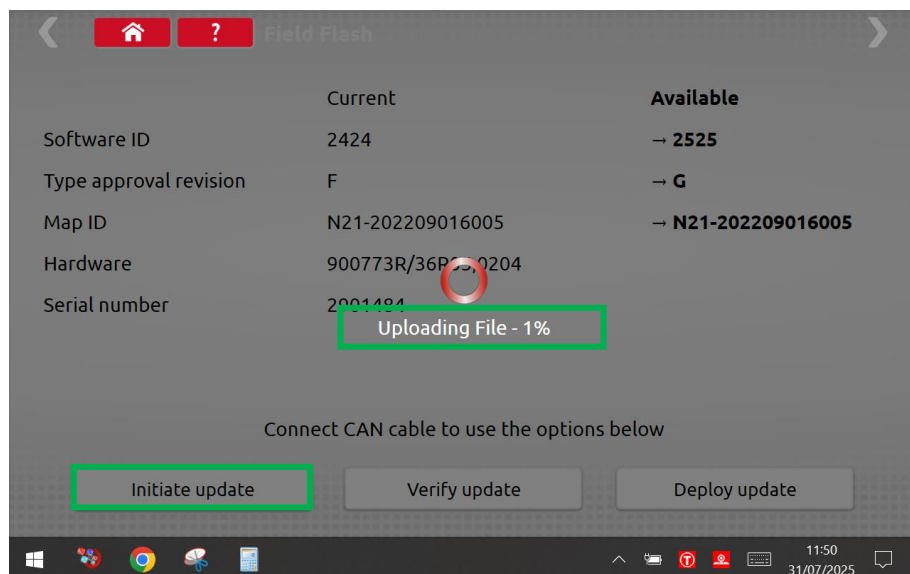 ? Field Flash
Current Available
Software ID 2424 → 2525
Type approval revision F → G
Map ID N21-202209016005 → N21-202209016005
Hardware
Serial number 2901484
Uploading File - 1%
Connect CAN cable to use the options below
Initiate update Verify update Deploy update
11:50
31/07/2025